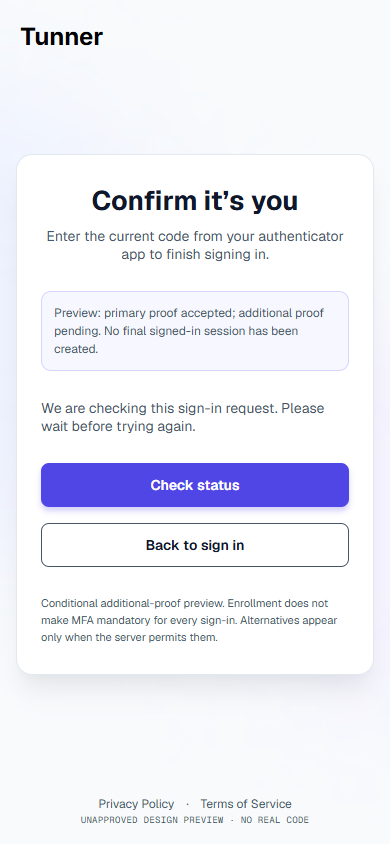 Tunner
Confirm it’s you
Enter the current code from your authenticator
app to finish signing in.
Preview: primary proof accepted; additional proof
pending. No final signed-in session has been
created.
We are checking this sign-in request. Please
wait before trying again.
Check status
Back to sign in
Conditional additional-proof preview. Enrollment does not
make MFA mandatory for every sign-in. Alternatives appear
only when the server permits them.
Privacy Policy · Terms of Service
UNAPPROVED DESIGN PREVIEW · NO REAL CODE